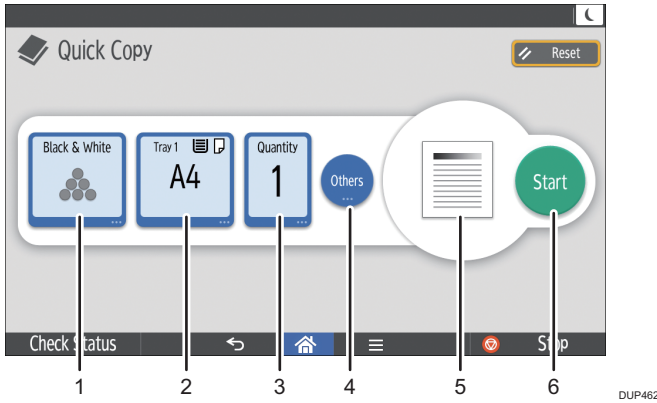 Quick Copy
Reset
Black & White
Tray 1
A4
Quantity
1
Others
Start
Check Status
Stop
1 2 3 4 5 6
DUP462